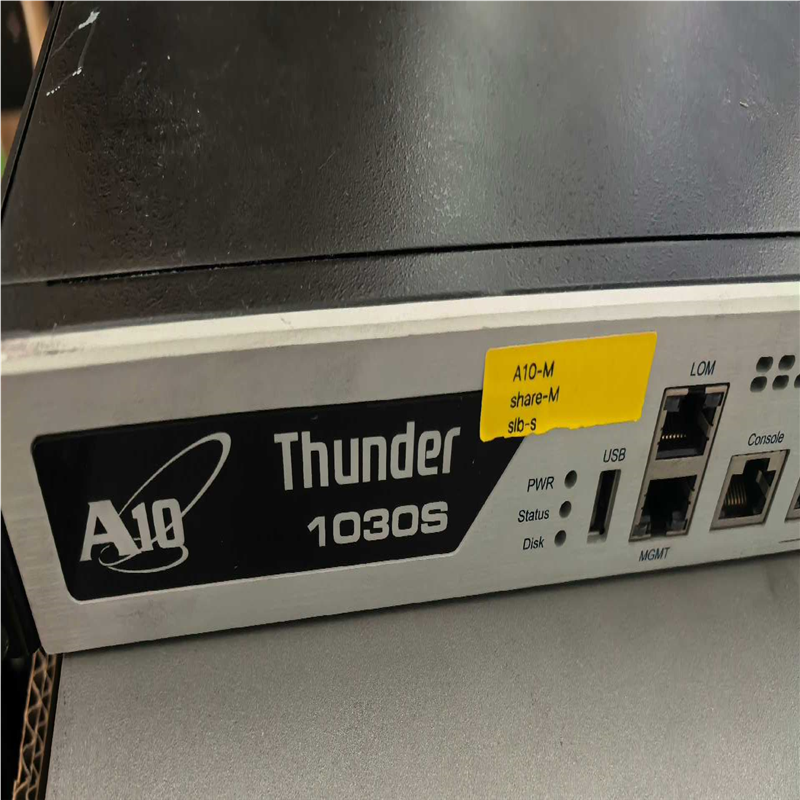 A10
Thunder
1030S
A10-M
share-M
slb-s
PWR
Status
Disk
USB
LOM
MGMT
Console